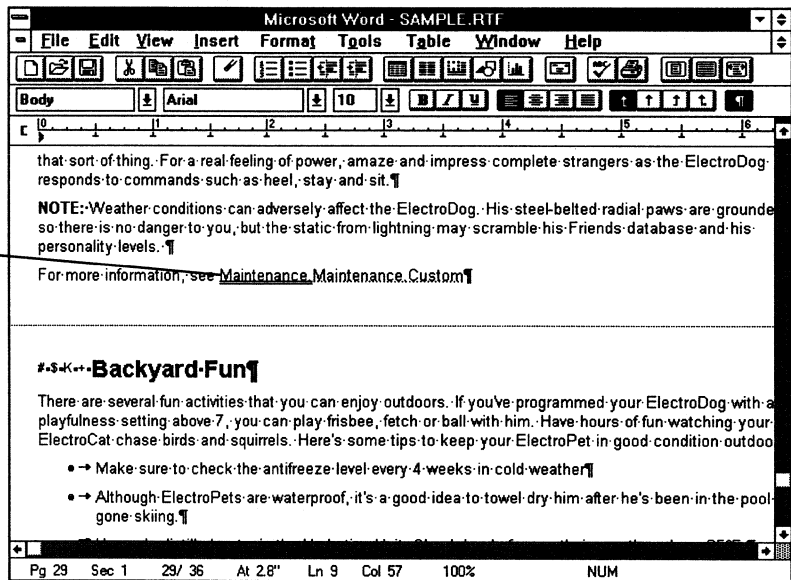 Microsoft Word - SAMPLE.RTF
File Edit View Insert Format Tools Table Window Help
Body Arial 10 B I U
0 1 2 3 4 5 6
that sort of thing. For a real feeling of power, amaze and impress complete strangers as the ElectroDog
responds to commands such as heel, stay and sit.¶
NOTE: Weather conditions can adversely affect the ElectroDog. His steel-belted radial paws are grounde
so there is no danger to you, but the static from lightning may scramble his Friends database and his
personality levels. ¶
For more information, see Maintenance Maintenance.Custom¶
#$K+ Backyard Fun¶
There are several fun activities that you can enjoy outdoors. If you've programmed your ElectroDog with a
playfulness setting above 7, you can play frisbee, fetch or ball with him. Have hours of fun watching your
ElectroCat chase birds and squirrels. Here's some tips to keep your ElectroPet in good condition outdoo
• → Make sure to check the antifreeze level every 4 weeks in cold weather¶
• → Although ElectroPets are waterproof, it's a good idea to towel dry him after he's been in the pool
gone skiing.¶
Pg 29 Sec 1 29/ 36 At 2.8" Ln 9 Col 57 100% NUM